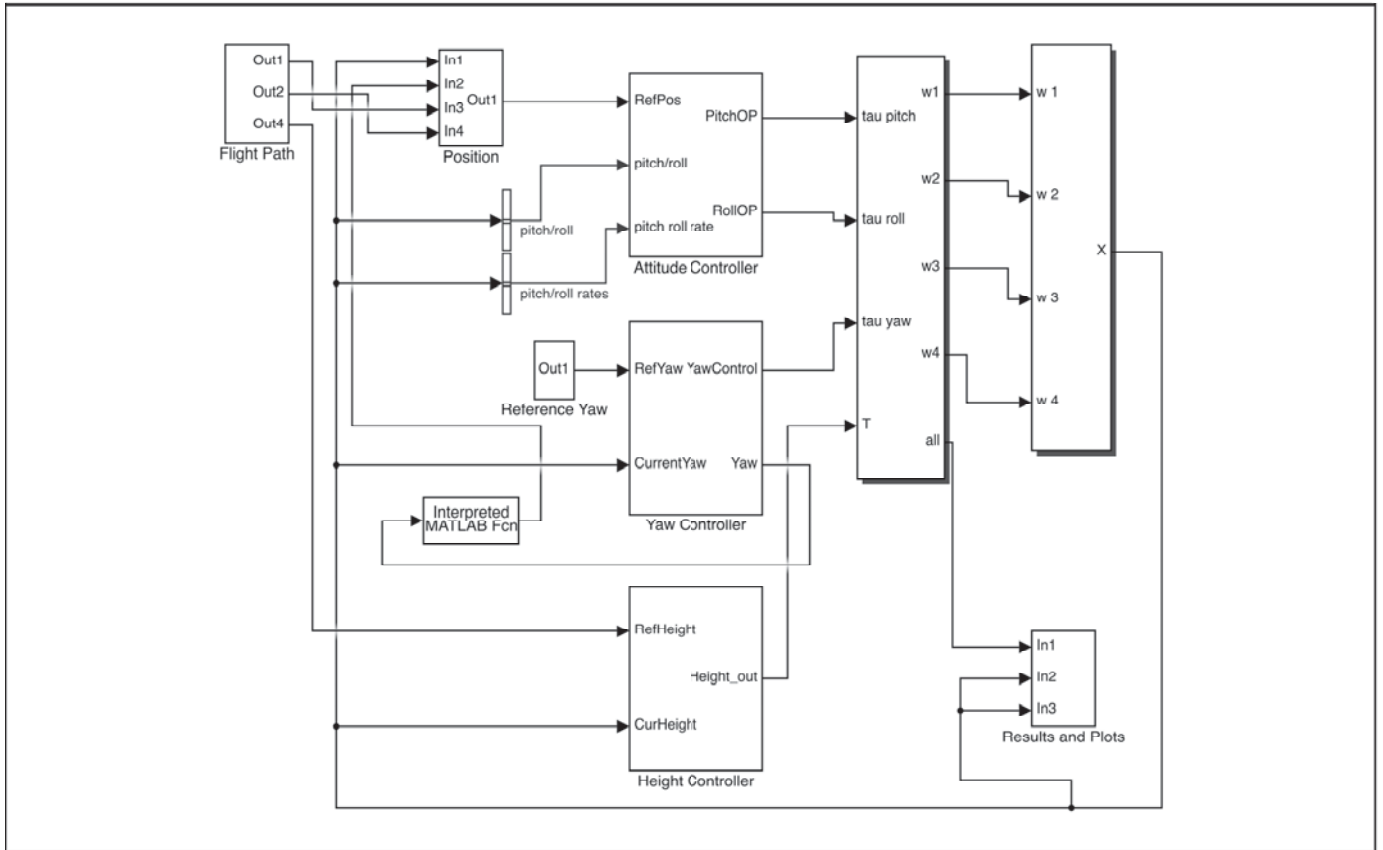 Out1
Out2
Out4
Flight Path
In1
In2
In3
In4
Out1
Position
pitch/roll
pitch/roll rates
RefPos
pitch/roll
pitch roll rate
PitchOP
RollOP
Attitude Controller
Out1
Reference Yaw
RefYaw
YawControl
CurrentYaw
Yaw
Yaw Controller
Interpreted
MATLAB Fcn
RefHeight
Height_out
CurHeight
Height Controller
tau pitch
tau roll
tau yaw
T
w1
w2
w3
w4
all
w 1
w 2
w 3
w 4
X
In1
In2
In3
Results and Plots